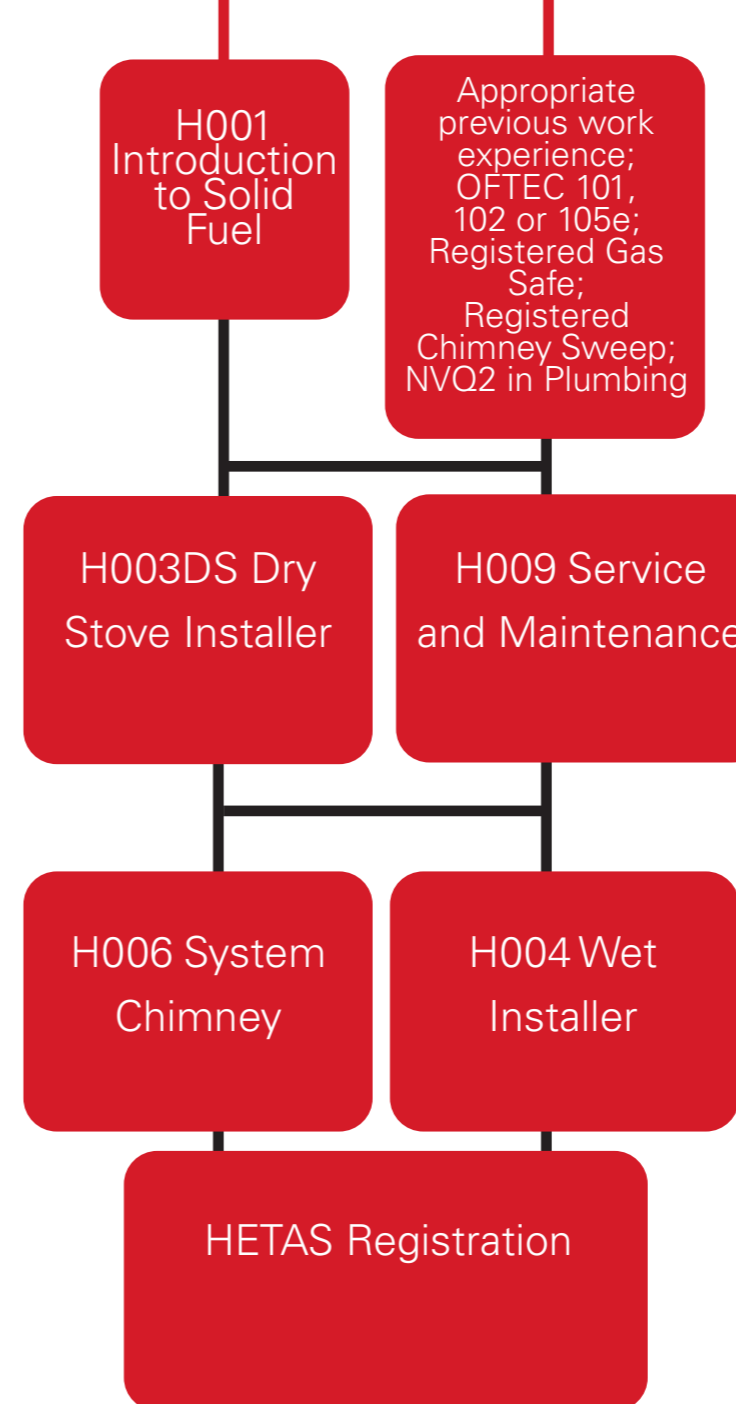 H001
Introduction
to Solid
Fuel
Appropriate
previous work
experience;
OFTEC 101,
102 or 105e;
Registered Gas
Safe;
Registered
Chimney Sweep;
NVQ2 in Plumbing
H003DS Dry
Stove Installer
H009 Service
and Maintenance
H006 System
Chimney
H004 Wet
Installer
HETAS Registration